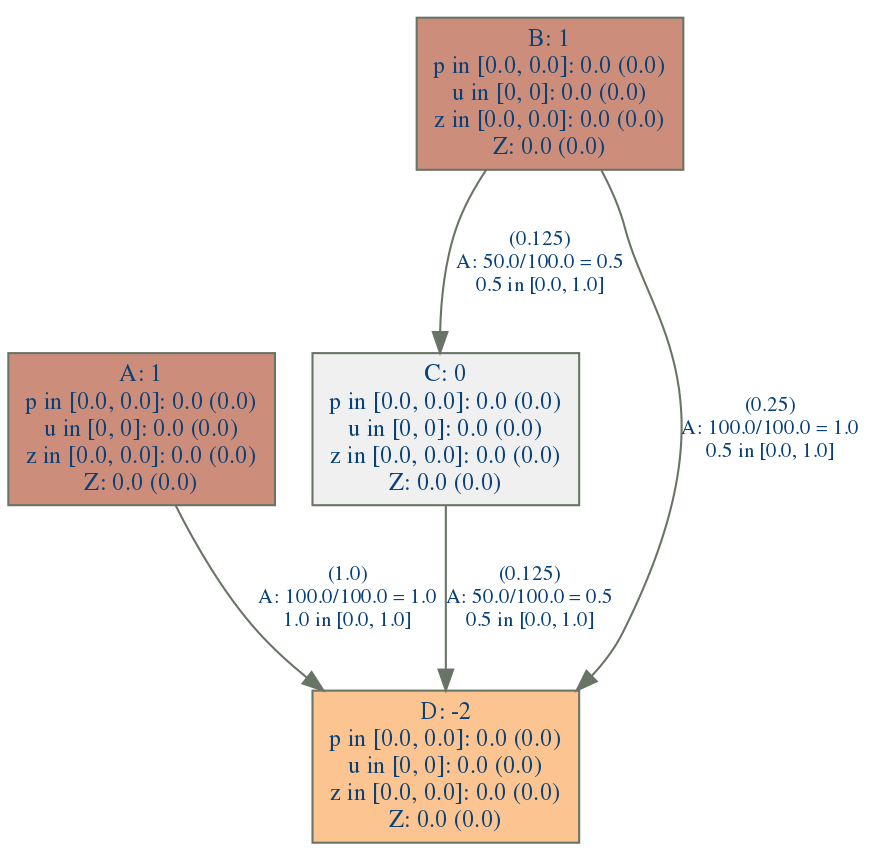 B: 1
p in [0.0, 0.0]: 0.0 (0.0)
u in [0, 0]: 0.0 (0.0)
z in [0.0, 0.0]: 0.0 (0.0)
Z: 0.0 (0.0)
(0.125)
A: 50.0/100.0 = 0.5
0.5 in [0.0, 1.0]
A: 1
p in [0.0, 0.0]: 0.0 (0.0)
u in [0, 0]: 0.0 (0.0)
z in [0.0, 0.0]: 0.0 (0.0)
Z: 0.0 (0.0)
C: 0
p in [0.0, 0.0]: 0.0 (0.0)
u in [0, 0]: 0.0 (0.0)
z in [0.0, 0.0]: 0.0 (0.0)
Z: 0.0 (0.0)
(0.25)
A: 100.0/100.0 = 1.0
0.5 in [0.0, 1.0]
(1.0)
A: 100.0/100.0 = 1.0
1.0 in [0.0, 1.0]
(0.125)
A: 50.0/100.0 = 0.5
0.5 in [0.0, 1.0]
D: -2
p in [0.0, 0.0]: 0.0 (0.0)
u in [0, 0]: 0.0 (0.0)
z in [0.0, 0.0]: 0.0 (0.0)
Z: 0.0 (0.0)